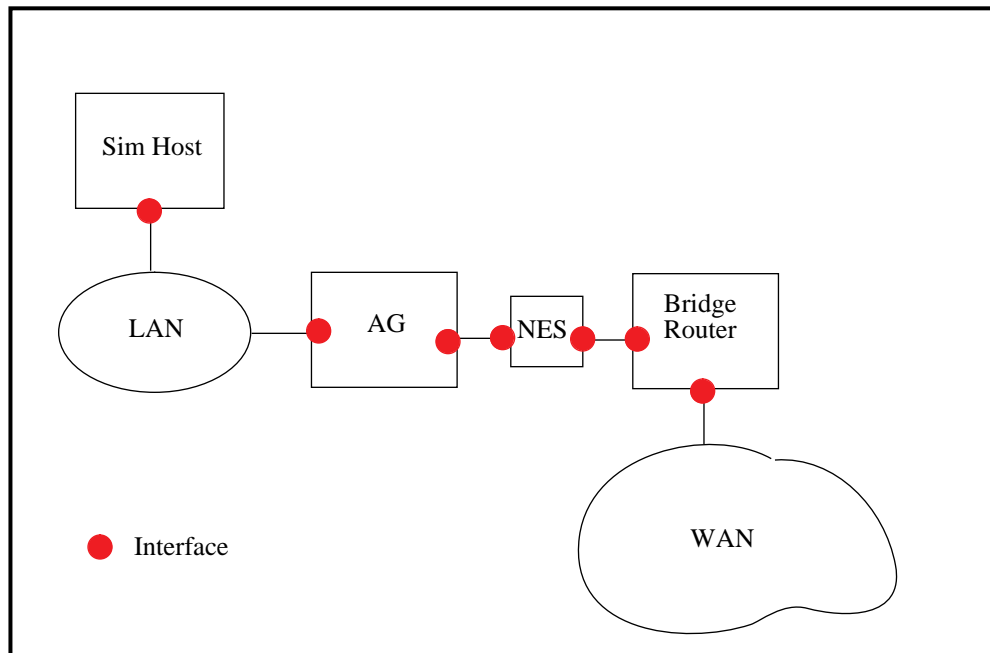 Sim Host
LAN
AG
NES
Bridge
Router
WAN
Interface